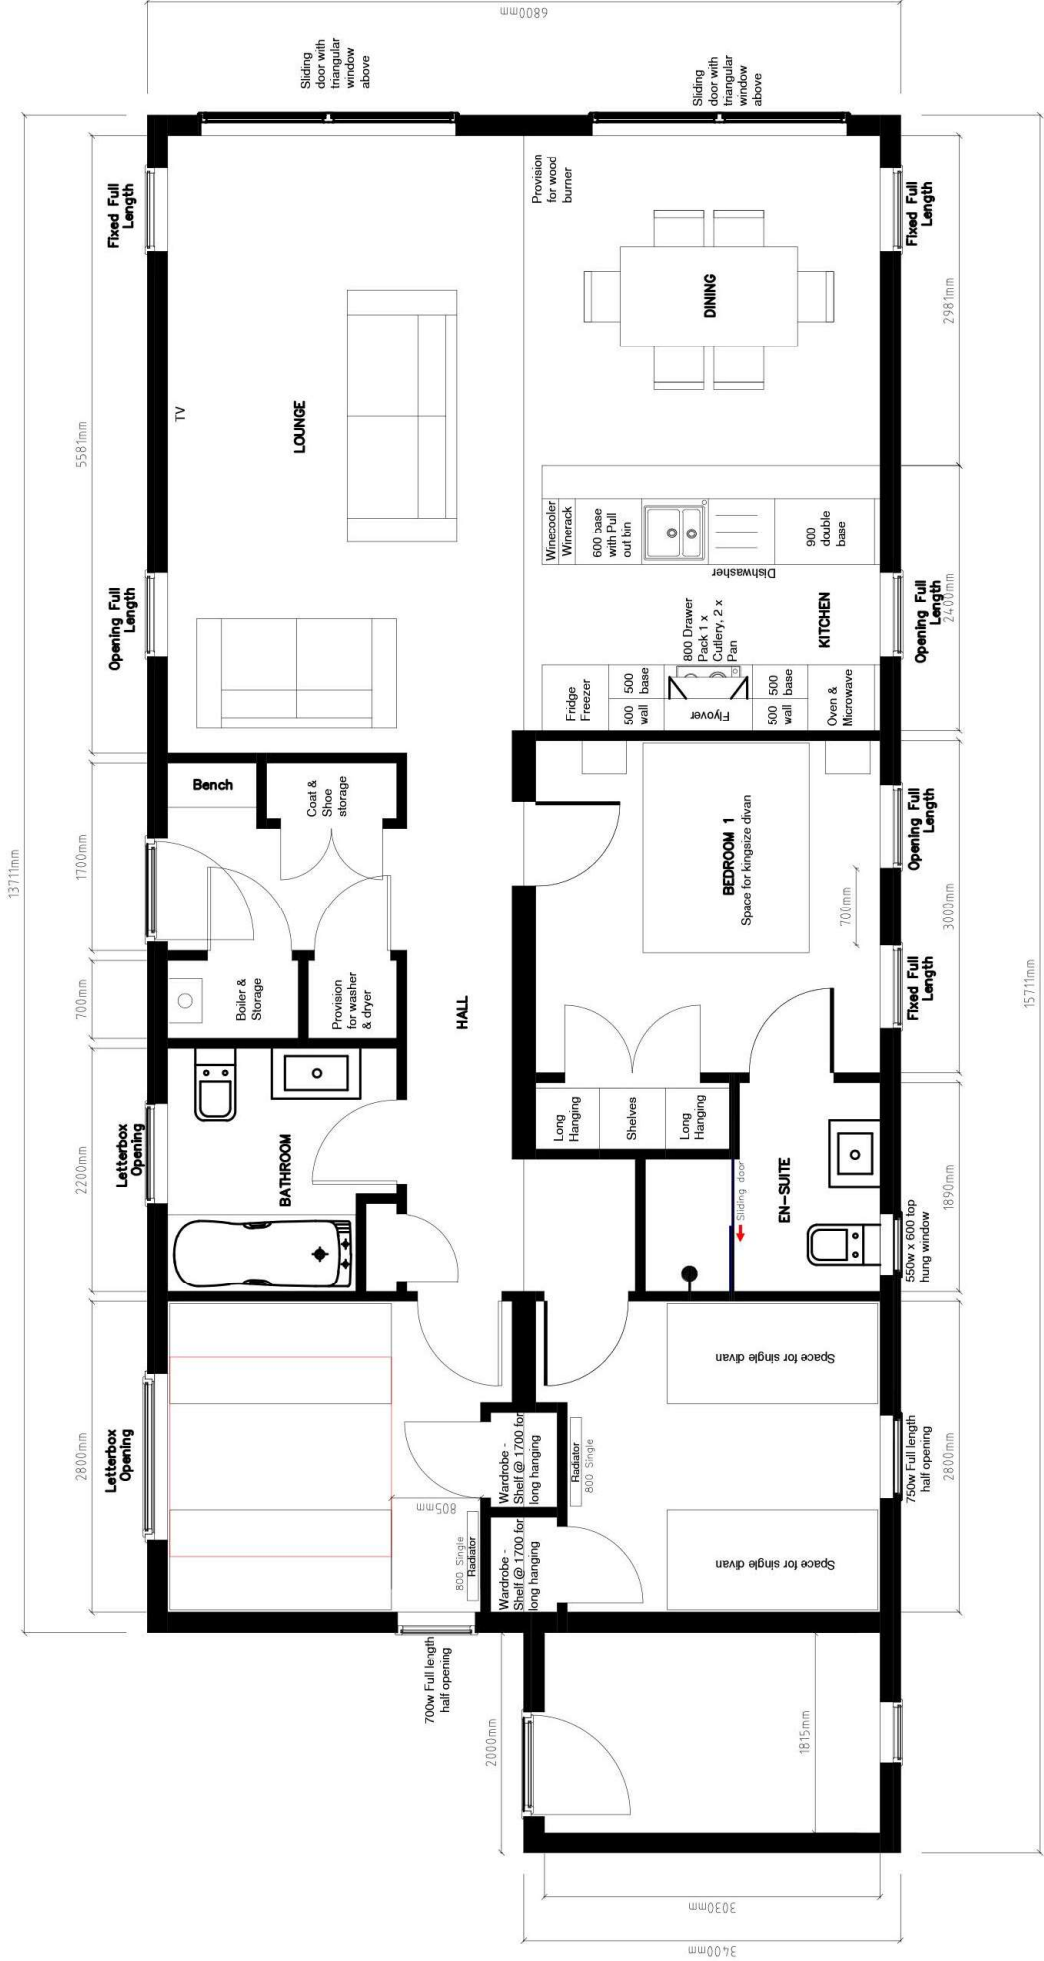 6800mm
Sliding
door with
triangular
window
above
Sliding
door with
triangular
window
above
13711mm
15711mm
Fixed Full
Length
Provision
for wood
burner
Fixed Full
Length
5581mm
TV
LOUNGE
DINING
2981mm
Opening Full
Length
Winecooler
Winerack
600 base
with Pull
out bin
900
double
base
Dishwasher
800 Drawer
Pack 1 x
Cutlery, 2 x
Pan
KITCHEN
Opening Full
Length
2400mm
Fridge
Freezer
500
wall
500
base
Flyover
500
wall
500
base
Oven &
Microwave
1700mm
Bench
Coat &
Shoe
storage
BEDROOM 1
Space for kingsize divan
700mm
Opening Full
Length
3000mm
Fixed Full
Length
700mm
Boiler &
Storage
Provision
for washer
& dryer
HALL
Letterbox
Opening
2200mm
BATHROOM
Long
Hanging
Shelves
Long
Hanging
Sliding door
EN-SUITE
550w x 600 top
hung window
1890mm
Letterbox
Opening
2800mm
805mm
800 Single
Radiator
Wardrobe -
Shelf @ 1700 for
long hanging
Wardrobe -
Shelf @ 1700 for
long hanging
Radiator
800 Single
Space for single divan
Space for single divan
750w Full length
half opening
2800mm
700w Full length
half opening
2000mm
1815mm
3030mm
3400mm